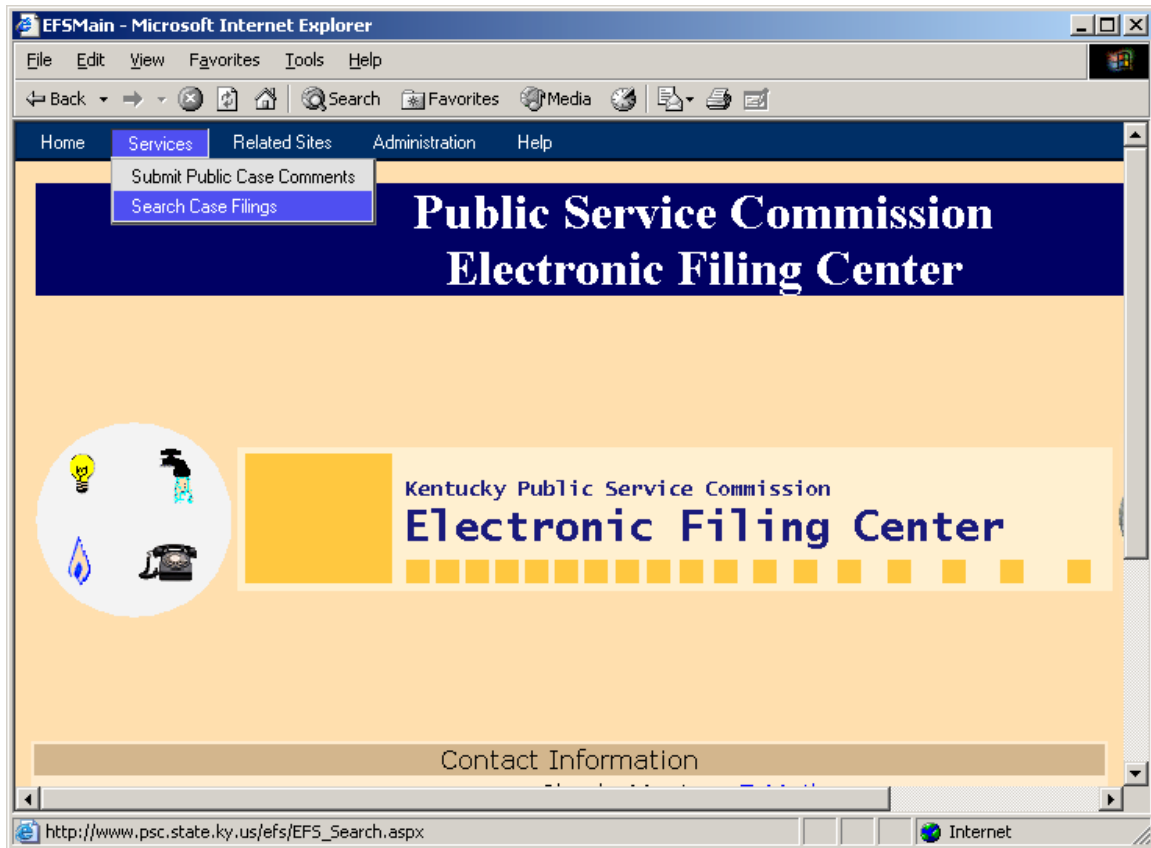 EFSMain - Microsoft Internet Explorer
File Edit View Favorites Tools Help
Back Search Favorites Media
Home Services Related Sites Administration Help
Submit Public Case Comments
Search Case Filings
Public Service Commission
Electronic Filing Center
Kentucky Public Service Commission
Electronic Filing Center
Contact Information
http://www.psc.state.ky.us/efs/EFS_Search.aspx Internet